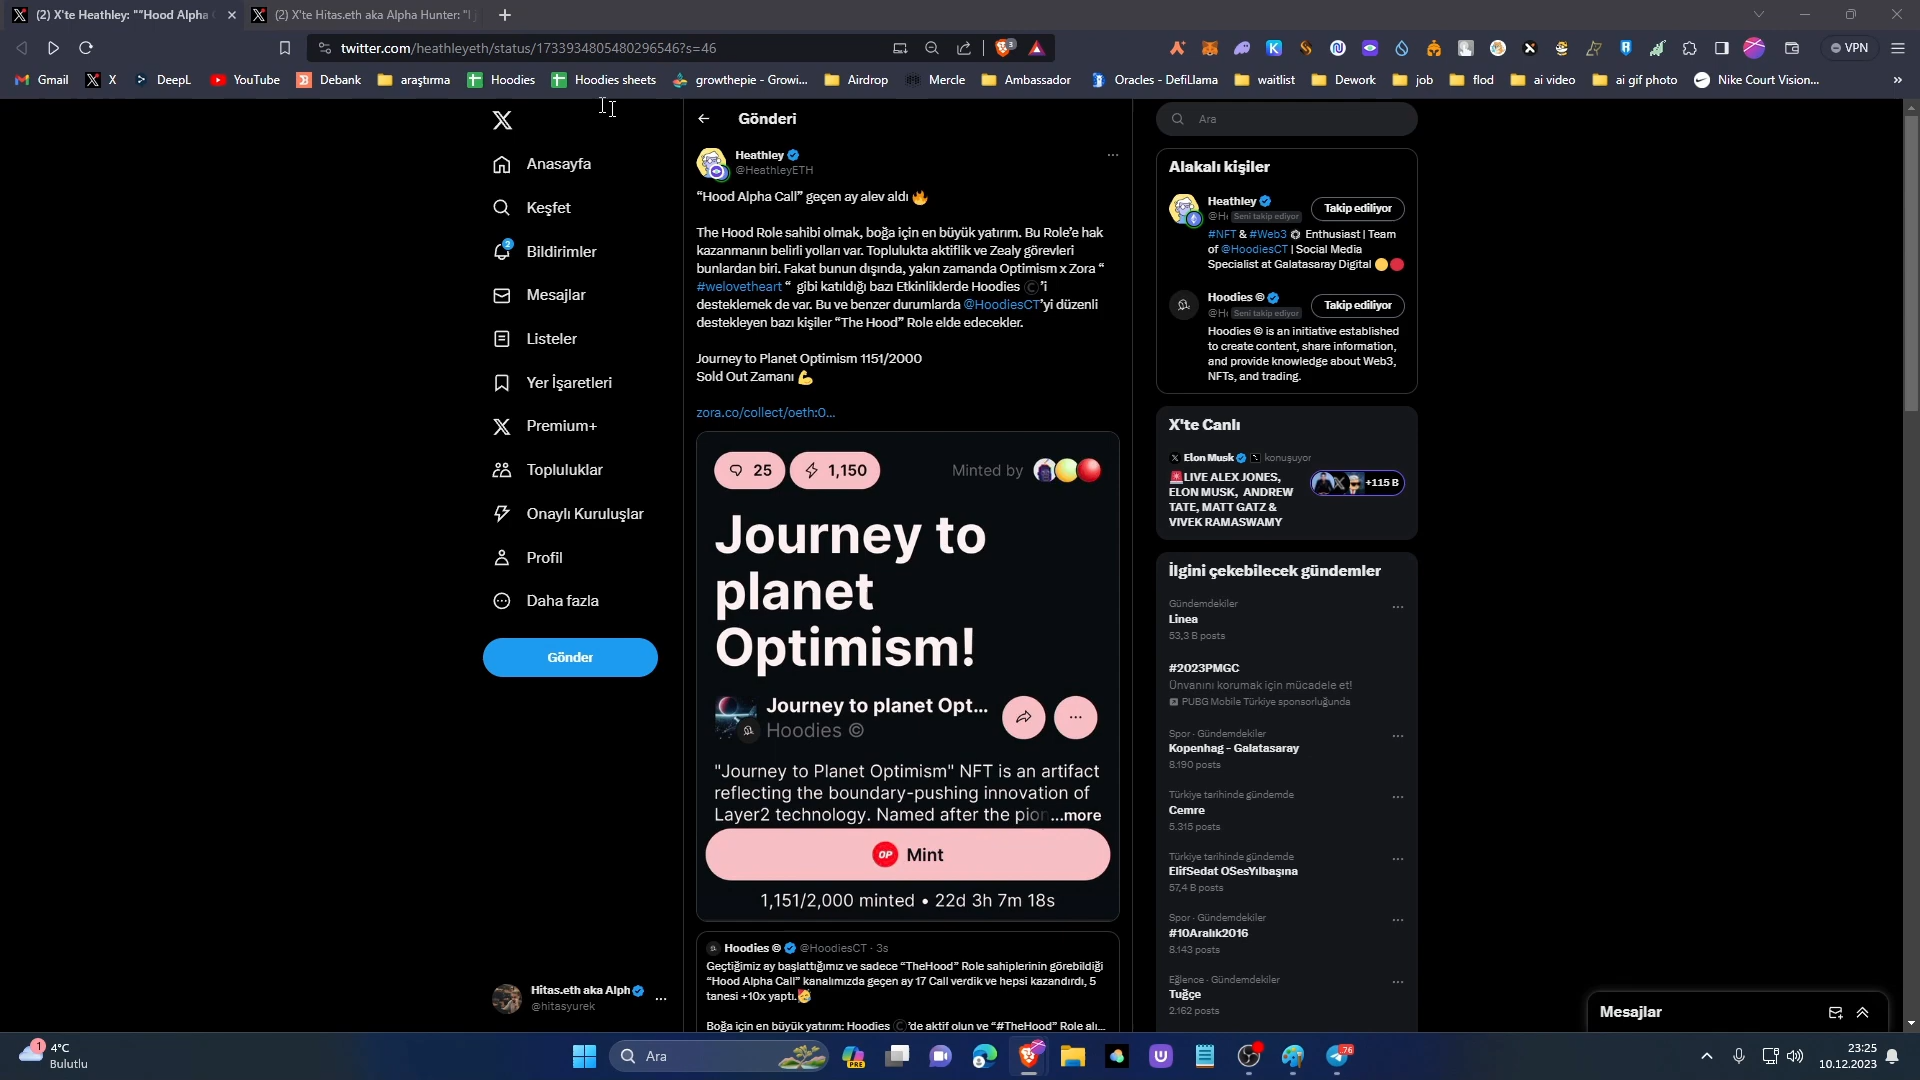 (2) X'te Heathley: "“Hood Alpha
(2) X'te Hitas.eth aka Alpha Hunter: "
twitter.com/heathleyeth/status/1733934805480296546?s=46
VPN
Gmail
X
DeepL
YouTube
Debank
araştırma
Hoodies
Hoodies sheets
growthepie - Growi...
Airdrop
Mercle
Ambassador
Oracles - DefiLlama
waitlist
Dework
job
flod
ai video
ai gif photo
Nike Court Vision...
Anasayfa
Keşfet
2
Bildirimler
Mesajlar
Listeler
Yer İşaretleri
Premium+
Topluluklar
Onaylı Kuruluşlar
Profil
Daha fazla
Gönder
Hitas.eth aka Alph
@hitasyurek
Gönderi
Heathley
@HeathleyETH
“Hood Alpha Call” geçen ay alev aldı 🔥
The Hood Role sahibi olmak, boğa için en büyük yatırım. Bu Role’e hak
kazanmanın belirli yolları var. Toplulukta aktiflik ve Zealy görevleri
bunlardan biri. Fakat bunun dışında, yakın zamanda Optimism x Zora “
#welovetheart “ gibi katıldığı bazı Etkinliklerde Hoodies ©️’i
desteklemek de var. Bu ve benzer durumlarda @HoodiesCT’yi düzenli
destekleyen bazı kişiler “The Hood” Role elde edecekler.
Journey to Planet Optimism 1151/2000
Sold Out Zamanı 💪
zora.co/collect/oeth:0...
25
1,150
Minted by
Journey to
planet
Optimism!
Journey to planet Opt...
Hoodies ©
"Journey to Planet Optimism" NFT is an artifact
reflecting the boundary-pushing innovation of
Layer2 technology. Named after the pion ...more
OP Mint
1,151/2,000 minted • 22d 3h 7m 18s
Hoodies © @HoodiesCT · 3s
Geçtiğimiz ay başlattığımız ve sadece “TheHood” Role sahiplerinin görebildiği
“Hood Alpha Call” kanalımızda geçen ay 17 Call verdik ve hepsi kazandırdı, 5
tanesi +10x yaptı.🥳
Boğa için en büyük yatırım: Hoodies ©️’de aktif olun ve “#TheHood” Role alı...
Ara
Alakalı kişiler
Heathley
@H Seni takip ediyor
Takip ediliyor
#NFT & #Web3 Enthusiast | Team
of @HoodiesCT | Social Media
Specialist at Galatasaray Digital 🟡🔴
Hoodies ©
@H Seni takip ediyor
Takip ediliyor
Hoodies © is an initiative established
to create content, share information,
and provide knowledge about Web3,
NFTs, and trading.
X'te Canlı
Elon Musk konuşuyor
🚨LIVE ALEX JONES,
ELON MUSK, ANDREW
TATE, MATT GATZ &
VIVEK RAMASWAMY
+115 B
İlgini çekebilecek gündemler
Gündemdekiler
Linea
53,3 B posts
#2023PMGC
Ünvanını korumak için mücadele et!
PUBG Mobile Türkiye sponsorluğunda
Spor · Gündemdekiler
Kopenhag - Galatasaray
8.190 posts
Türkiye tarihinde gündemde
Cemre
5.315 posts
Türkiye tarihinde gündemde
ElifSedat OSesYılbaşına
57,4 B posts
Spor · Gündemdekiler
#10Aralık2016
8.143 posts
Eğlence · Gündemdekiler
Tuğçe
2.162 posts
Mesajlar
1
4°C
Bulutlu
Ara
PRE
76
23:25
10.12.2023